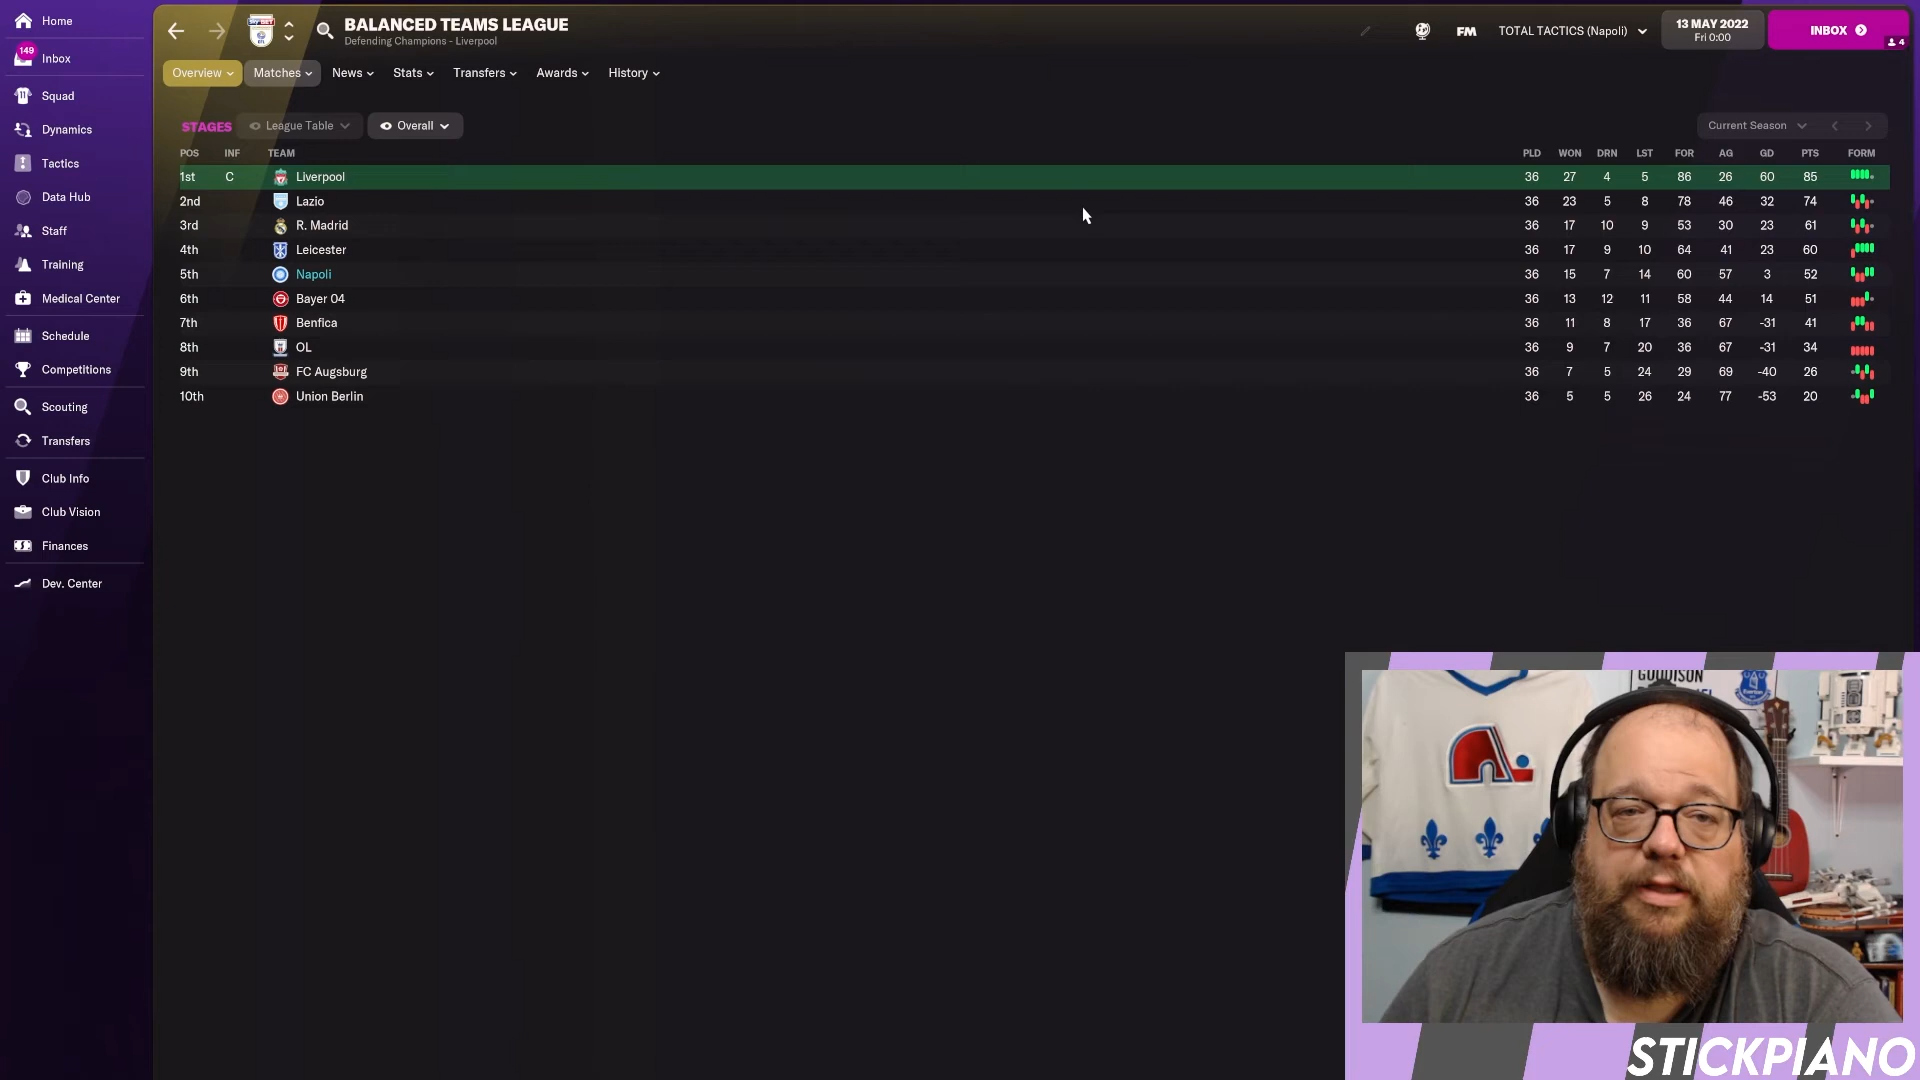 Home
149
Inbox
Squad
Dynamics
Tactics
Data Hub
Staff
Training
Medical Center
Schedule
Competitions
Scouting
Transfers
Club Info
Club Vision
Finances
Dev. Center
BALANCED TEAMS LEAGUE
Defending Champions - Liverpool
FM
TOTAL TACTICS (Napoli)
13 MAY 2022
Fri 0:00
INBOX
4
Overview Matches News Stats Transfers Awards History
STAGES League Table Overall Current Season
POS INF TEAM PLD WON DRN LST FOR AG GD PTS FORM
1st C Liverpool 36 27 4 5 86 26 60 85
2nd Lazio 36 23 5 8 78 46 32 74
3rd R. Madrid 36 17 10 9 53 30 23 61
4th Leicester 36 17 9 10 64 41 23 60
5th Napoli 36 15 7 14 60 57 3 52
6th Bayer 04 36 13 12 11 58 44 14 51
7th Benfica 36 11 8 17 36 67 -31 41
8th OL 36 9 7 20 36 67 -31 34
9th FC Augsburg 36 7 5 24 29 69 -40 26
10th Union Berlin 36 5 5 26 24 77 -53 20
GOODISON
STICKPIANO